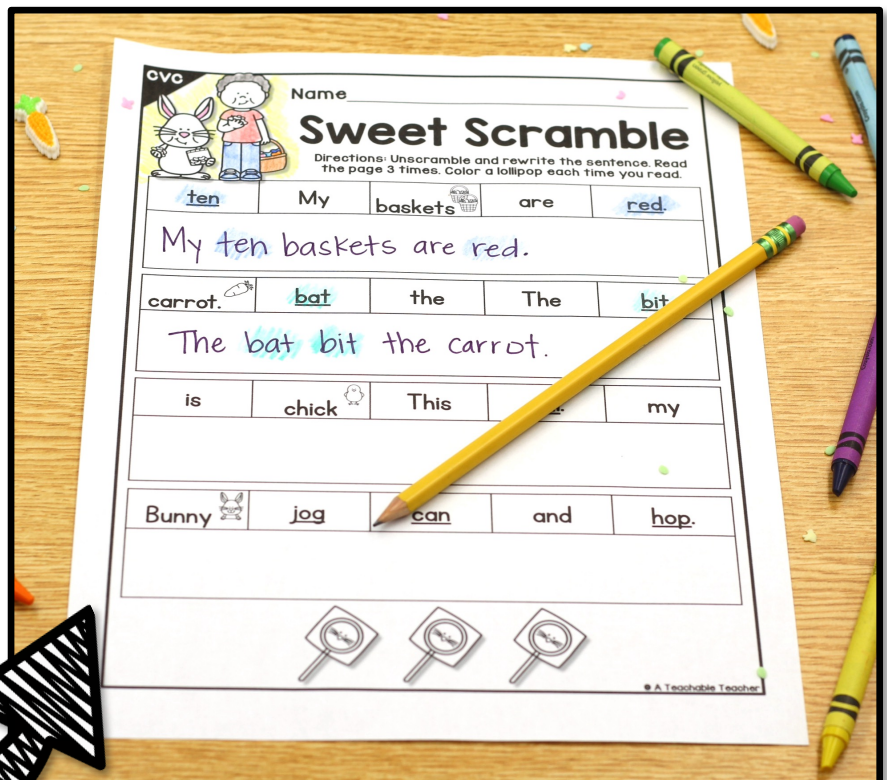 CVC
Name
Sweet Scramble
Directions: Unscramble and rewrite the sentence. Read
the page 3 times. Color a lollipop each time you read.
ten My baskets are red.
My ten baskets are red.
carrot. bat the The bit
The bat bit the carrot.
is chick This my
Bunny jog can and hop.
© A Teachable Teacher